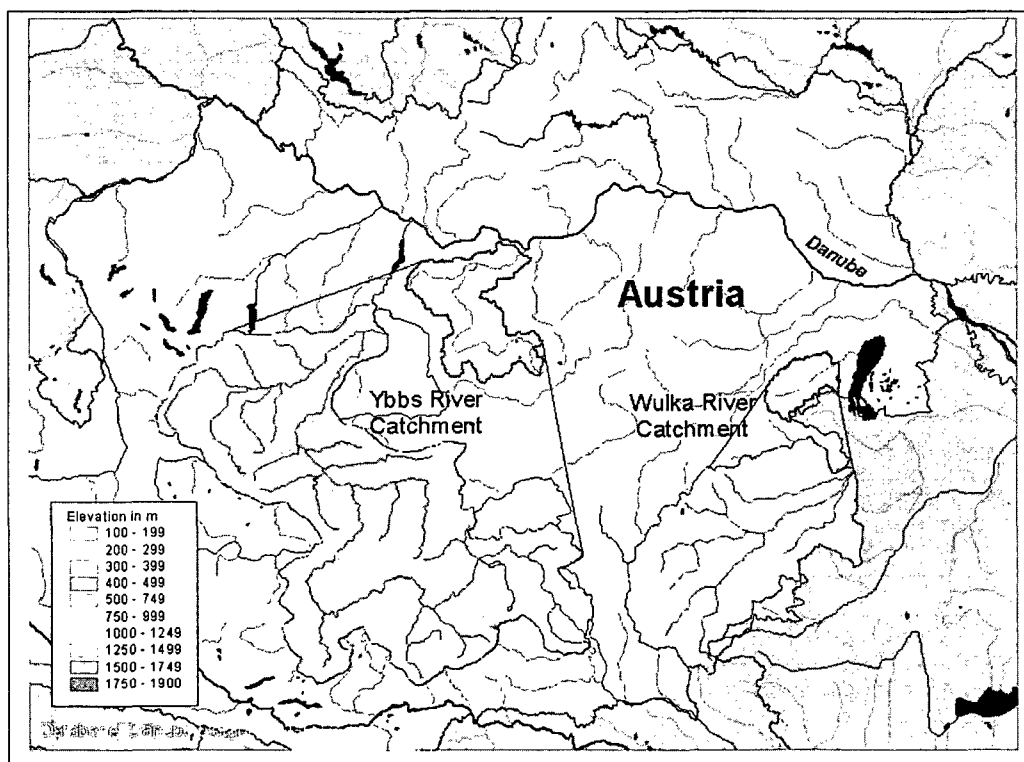 Danube
Austria
Ybbs River
Catchment
Wulka River
Catchment
Elevation in m
100 - 199
200 - 299
300 - 399
400 - 499
500 - 749
750 - 999
1000 - 1249
1250 - 1499
1500 - 1749
1750 - 1900